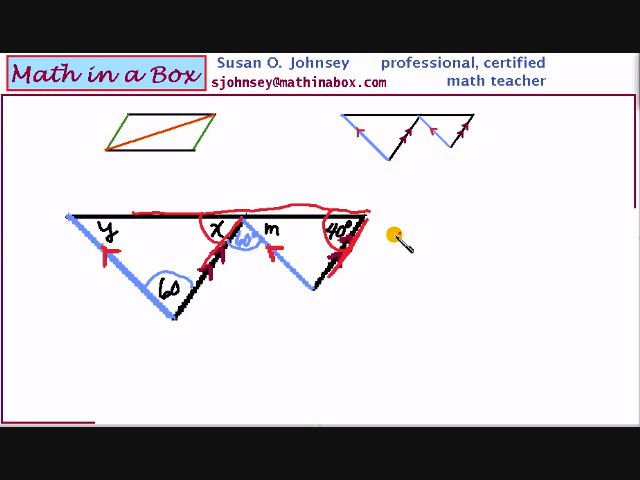 Math in a Box
Susan O. Johnsey professional, certified
sjohnsey@mathinabox.com math teacher
y x 60° m 40°
60